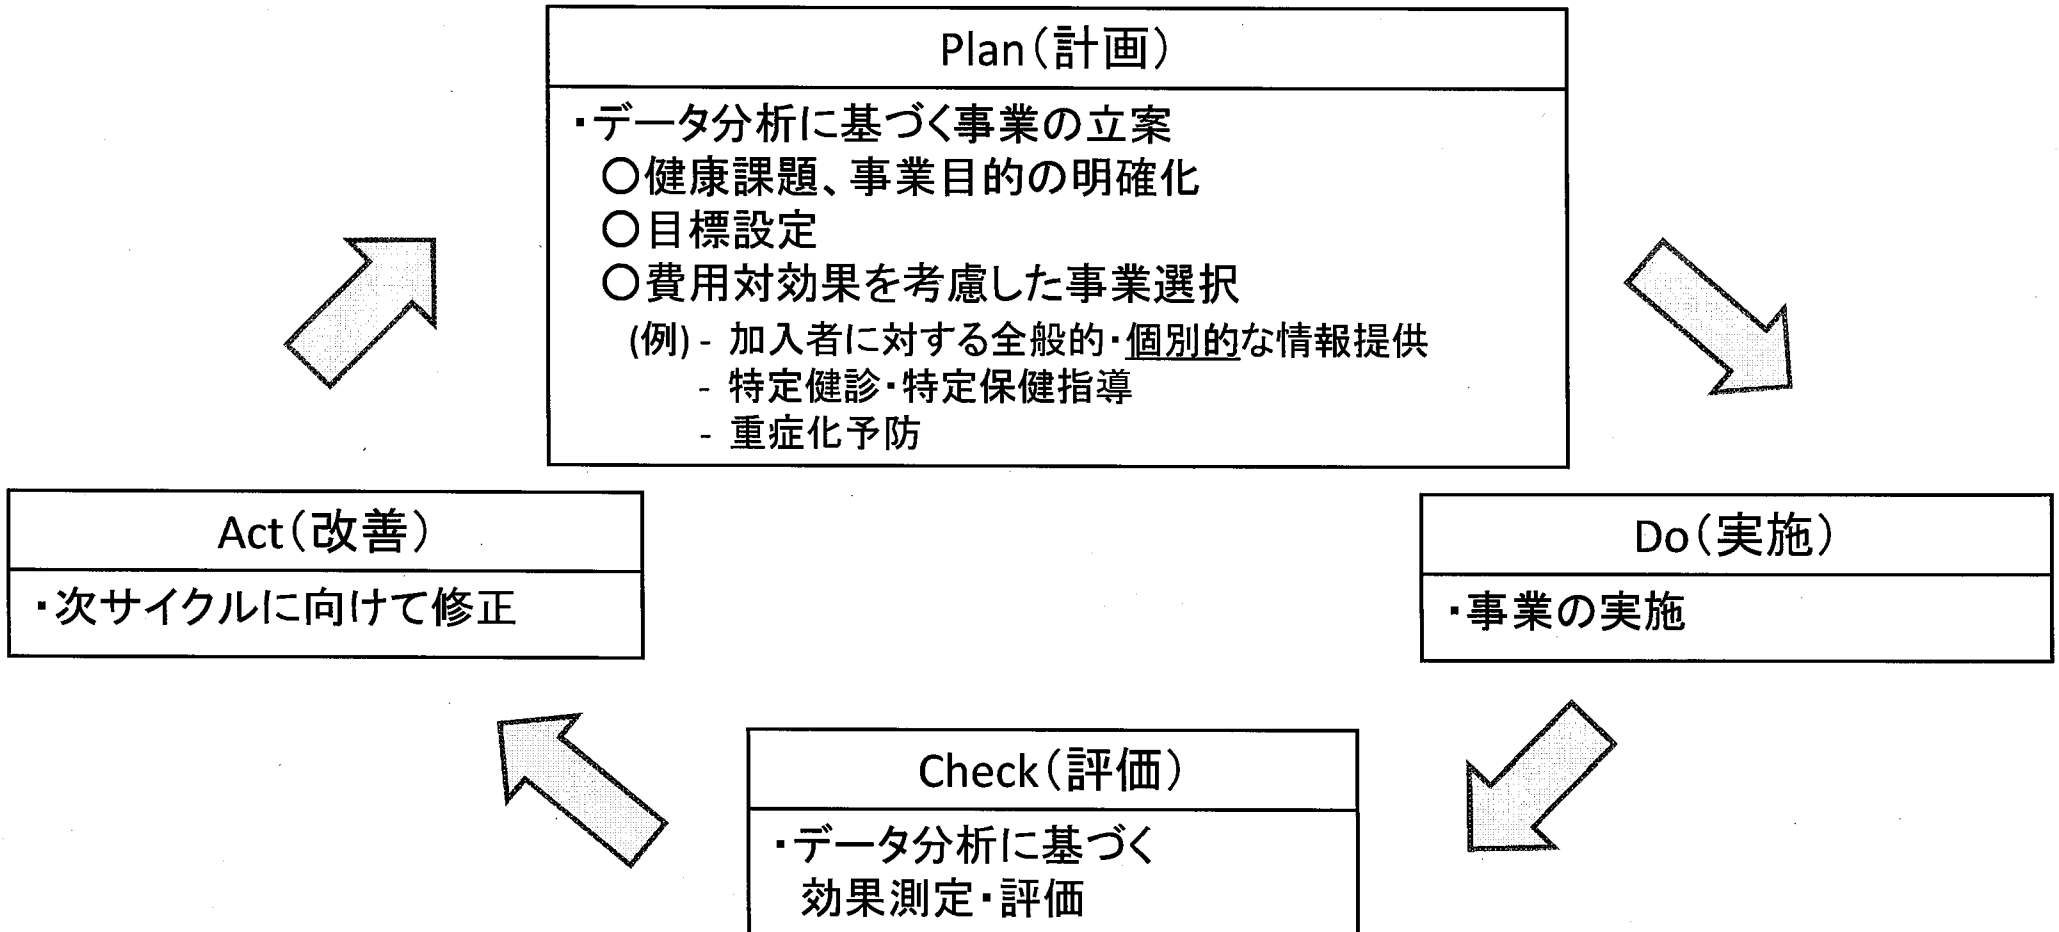 Plan（計画）
・データ分析に基づく事業の立案
○健康課題、事業目的の明確化
○目標設定
○費用対効果を考慮した事業選択
(例) - 加入者に対する全般的・個別的な情報提供
- 特定健診・特定保健指導
- 重症化予防
Act（改善）
・次サイクルに向けて修正
Do（実施）
・事業の実施
Check（評価）
・データ分析に基づく
効果測定・評価